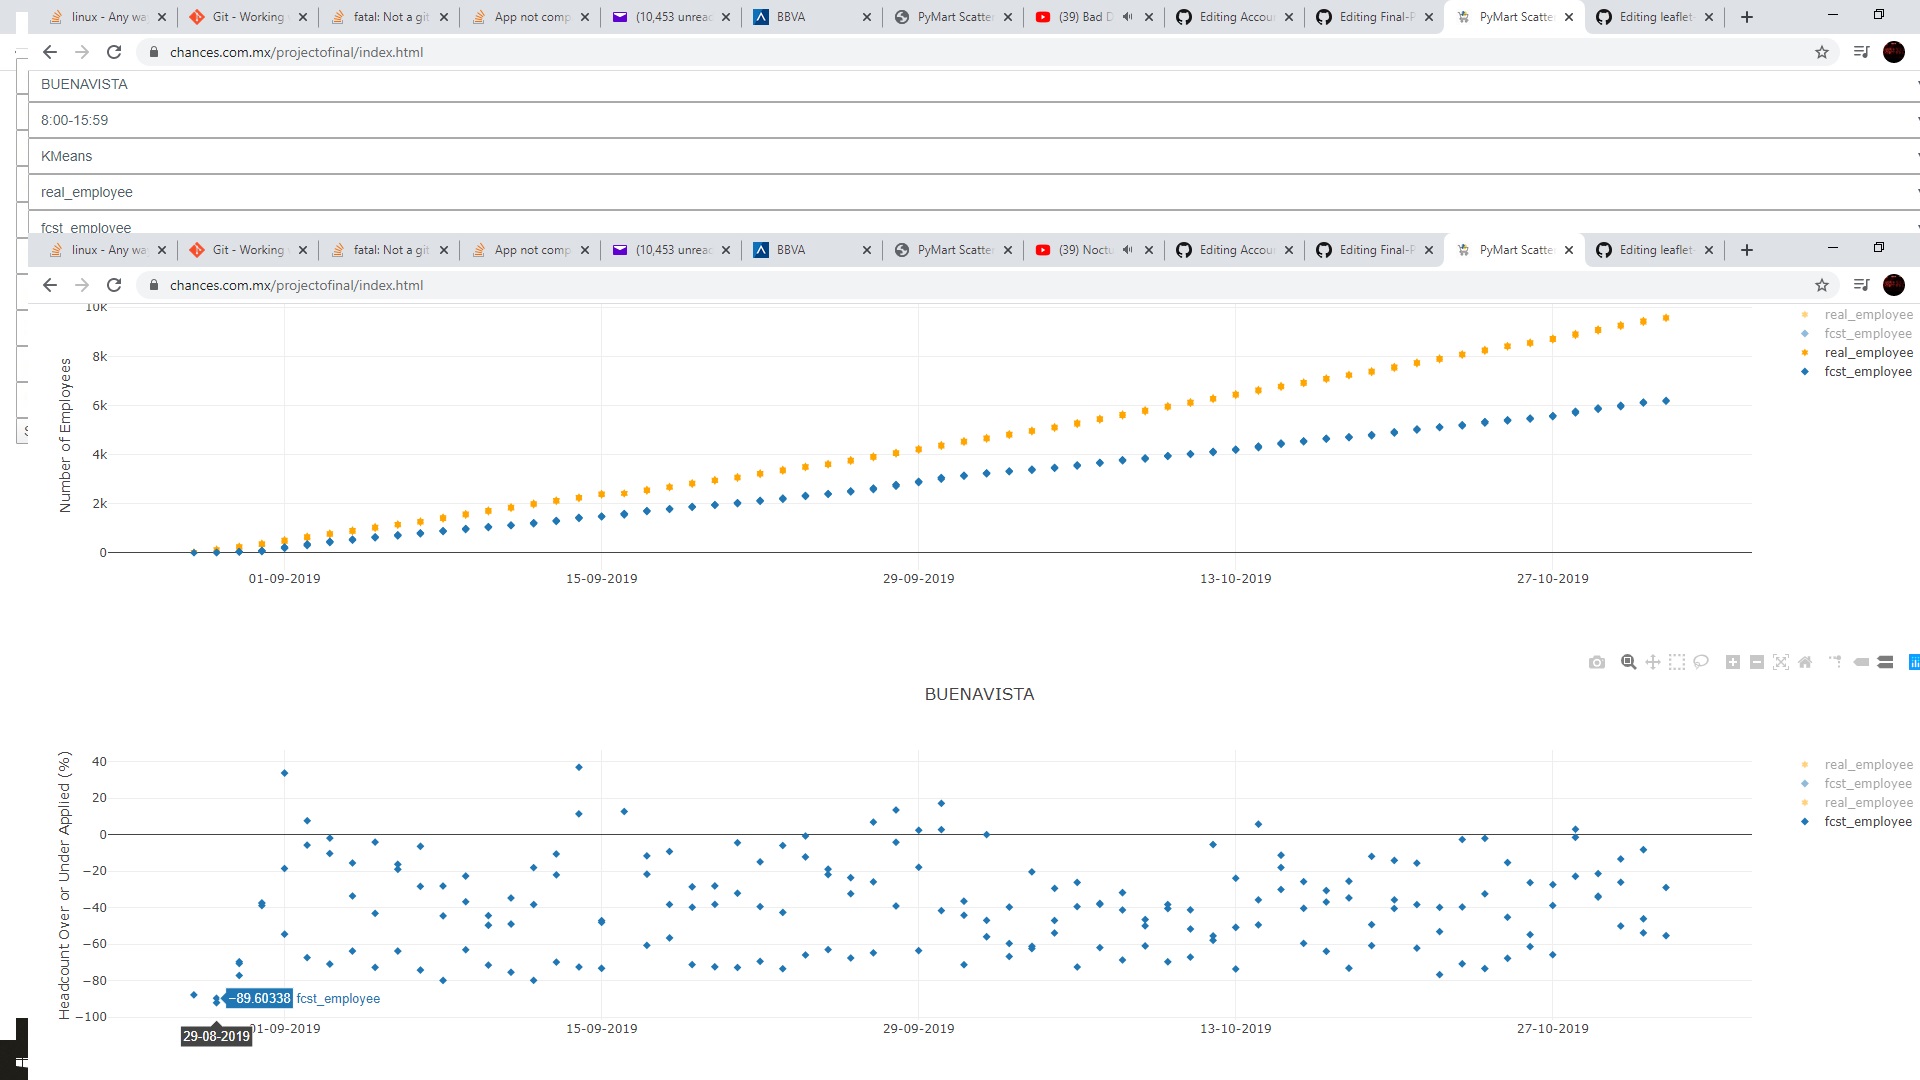 linux - Any wa
Git - Working
fatal: Not a git
App not comp
(10,453 unread
BBVA
PyMart Scatte
(39) Bad
Editing Accou
Editing Final-P
PyMart Scatte
Editing leaflet
chances.com.mx/projectofinal/index.html
BUENAVISTA
8:00-15:59
KMeans
real_employee
fcst_employee
linux - Any wa
Git - Working
fatal: Not a git
App not comp
(10,453 unread
BBVA
PyMart Scatte
(39) Noctu
Editing Accou
Editing Final-P
PyMart Scatte
Editing leaflet
chances.com.mx/projectofinal/index.html
Number of Employees
10k
8k
6k
4k
2k
0
01-09-2019
15-09-2019
29-09-2019
13-10-2019
27-10-2019
real_employee
fcst_employee
real_employee
fcst_employee
BUENAVISTA
Headcount Over or Under Applied (%)
40
20
0
−20
−40
−60
−80
−100
−89.60338 fcst_employee
29-08-2019
01-09-2019
15-09-2019
29-09-2019
13-10-2019
27-10-2019
real_employee
fcst_employee
real_employee
fcst_employee